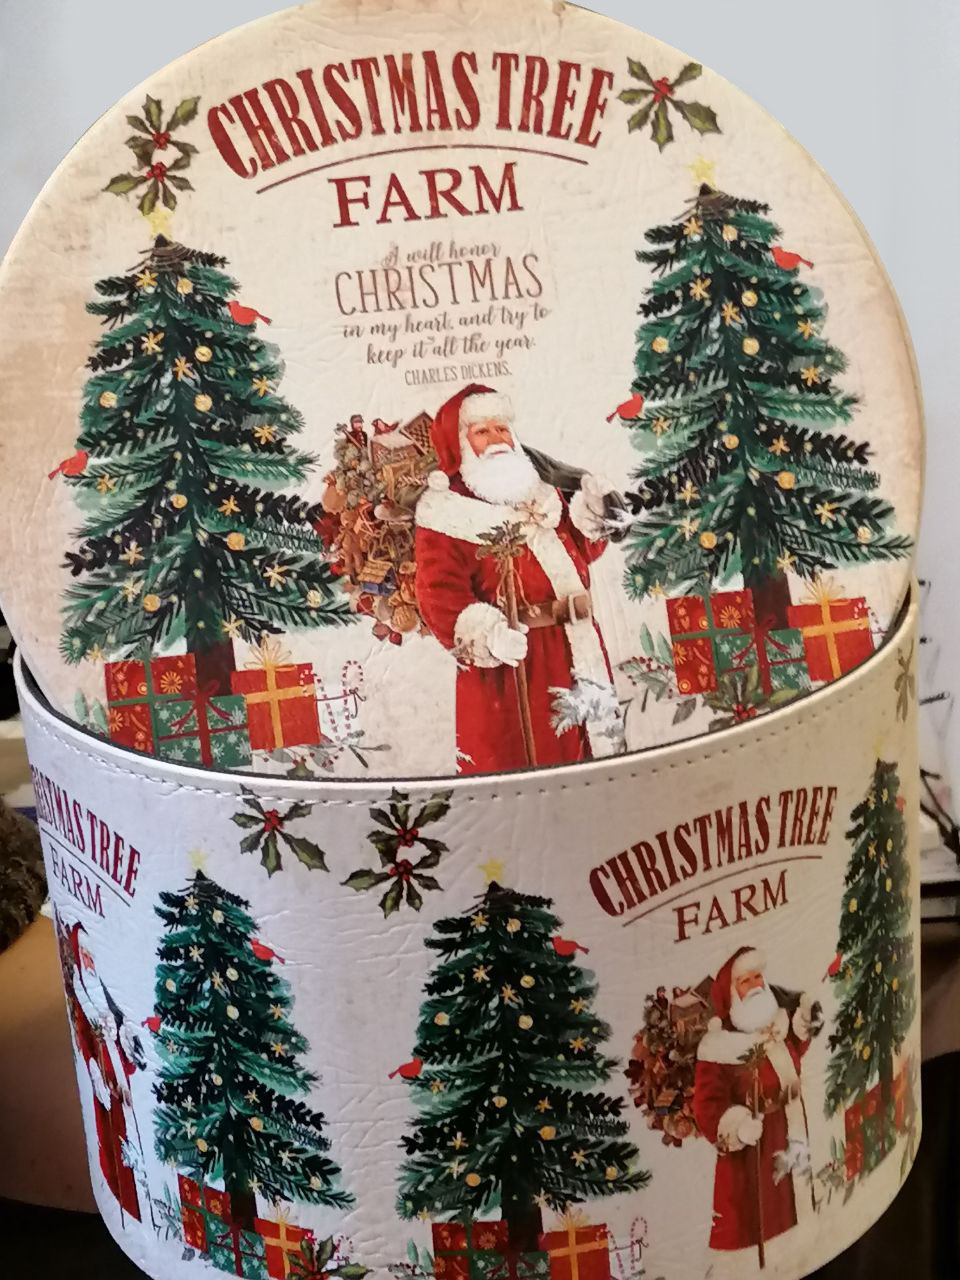 CHRISTMAS TREE
FARM
I will honor
CHRISTMAS
in my heart, and try to
keep it all the year.
CHARLES DICKENS.
CHRISTMAS TREE
FARM
CHRISTMAS TREE
FARM